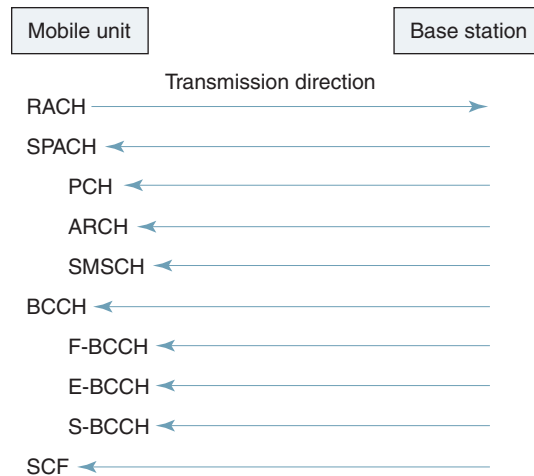 Mobile unit
Base station
Transmission direction
RACH
SPACH
PCH
ARCH
SMSCH
BCCH
F-BCCH
E-BCCH
S-BCCH
SCF